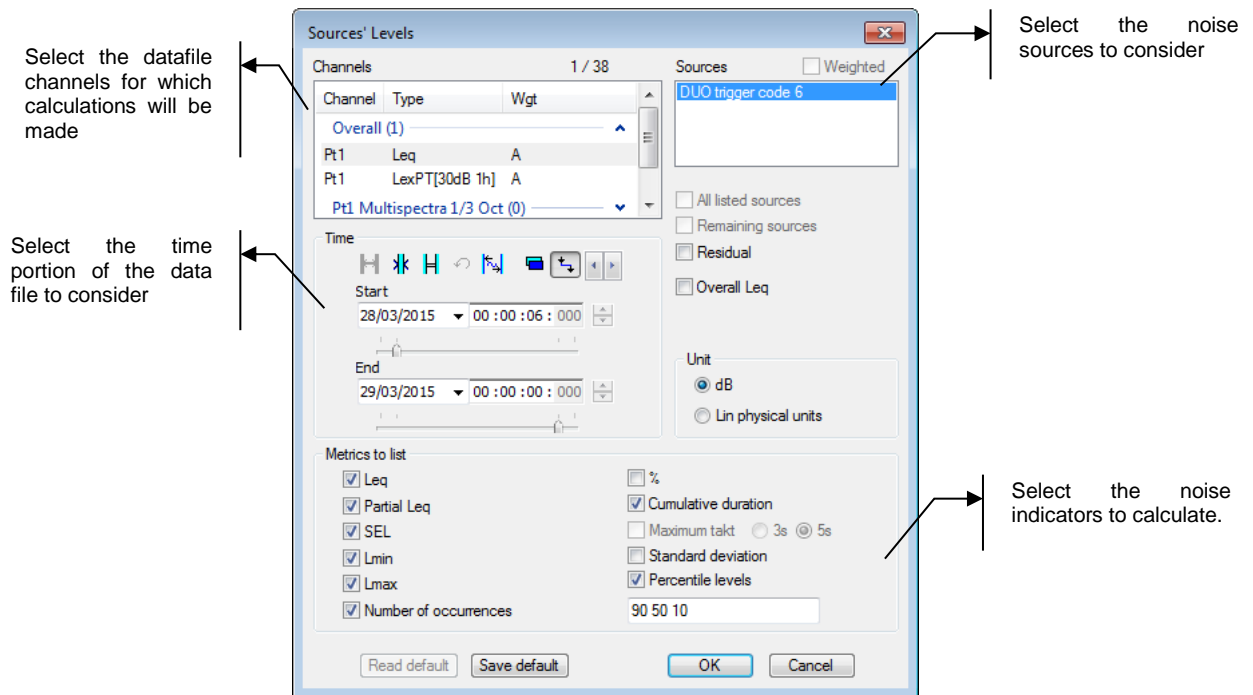 Sources' Levels
Select the datafile
channels for which
calculations will be
made
Select the noise
sources to consider
Channels 1 / 38
Channel Type Wgt
Overall (1)
Pt1 Leq A
Pt1 LexPT[30dB 1h] A
Pt1 Multispectra 1/3 Oct (0)
Sources Weighted
DUO trigger code 6
All listed sources
Remaining sources
Residual
Overall Leq
Select the time
portion of the data
file to consider
Time
Start
28/03/2015 00 :00 :06 : 000
End
29/03/2015 00 :00 :00 : 000
Unit
dB
Lin physical units
Metrics to list
Leq
Partial Leq
SEL
Lmin
Lmax
Number of occurrences
%
Cumulative duration
Maximum takt 3s 5s
Standard deviation
Percentile levels
90 50 10
Select the noise
indicators to calculate.
Read default Save default OK Cancel